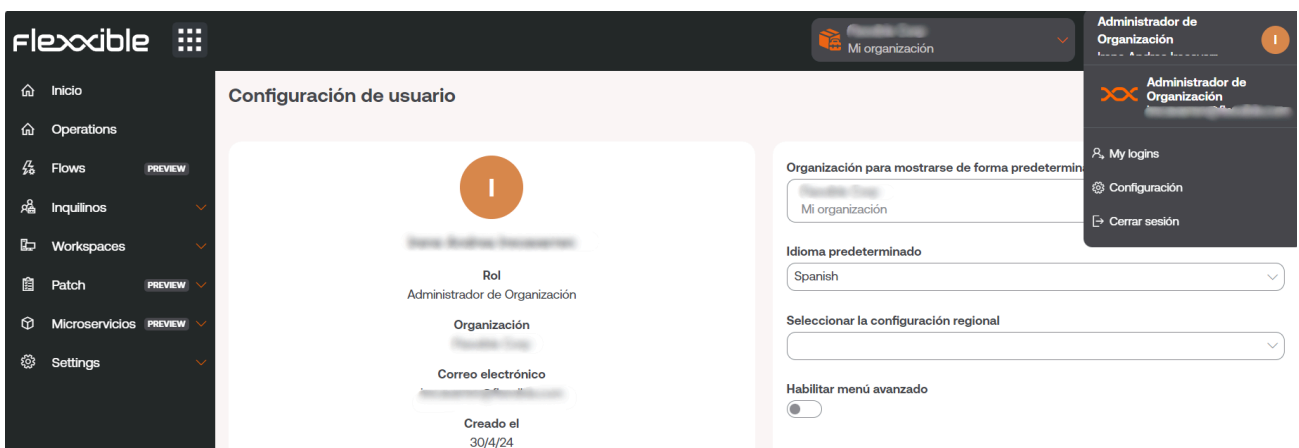 Flexxible
Mi organización
Administrador de
Organización
I
Administrador de
Organización
My logins
Configuración
Cerrar sesión
Inicio
Operations
Flows PREVIEW
Inquilinos
Workspaces
Patch PREVIEW
Microservicios PREVIEW
Settings
Configuración de usuario
I
Rol
Administrador de Organización
Organización
Correo electrónico
Creado el
30/4/24
Organización para mostrarse de forma
Mi organización
Idioma predeterminado
Spanish
Seleccionar la configuración regional
Habilitar menú avanzado